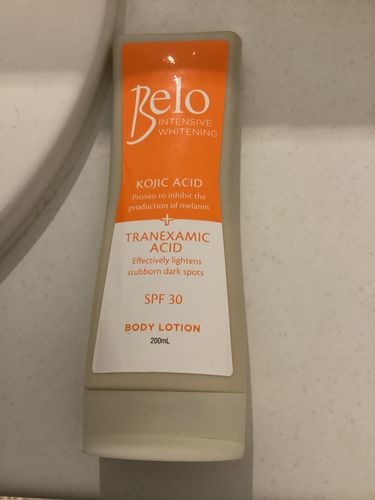 Belo
INTENSIVE
WHITENING
KOJIC ACID
Proven to inhibit the
production of melanin
+
TRANEXAMIC
ACID
Effectively lightens
stubborn dark spots
SPF 30
BODY LOTION
200mL